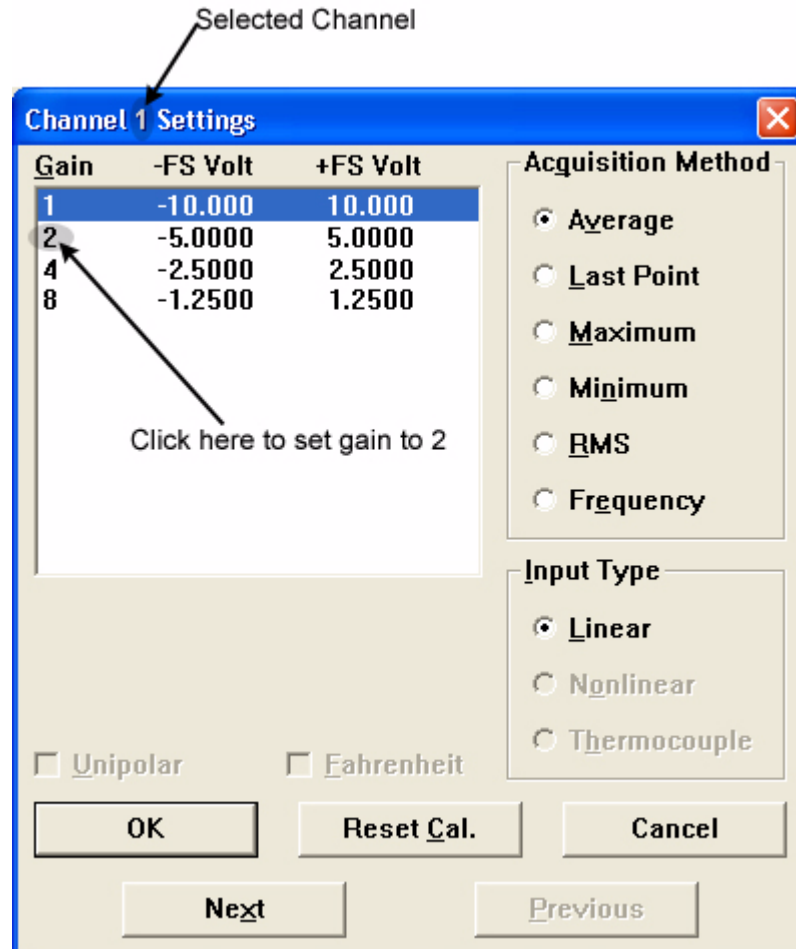 Selected Channel
Channel 1 Settings
Gain -FS Volt +FS Volt
1 -10.000 10.000
2 -5.0000 5.0000
4 -2.5000 2.5000
8 -1.2500 1.2500
Click here to set gain to 2
Acquisition Method
Average
Last Point
Maximum
Minimum
RMS
Frequency
Input Type
Linear
Nonlinear
Thermocouple
Unipolar Fahrenheit
OK Reset Cal. Cancel
Next Previous